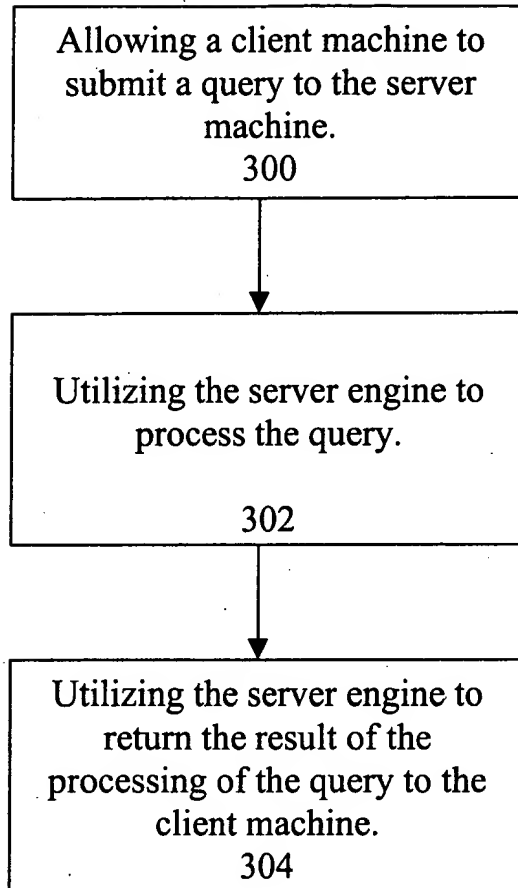 Allowing a client machine to
submit a query to the server
machine.
300
Utilizing the server engine to
process the query.
302
Utilizing the server engine to
return the result of the
processing of the query to the
client machine.
304